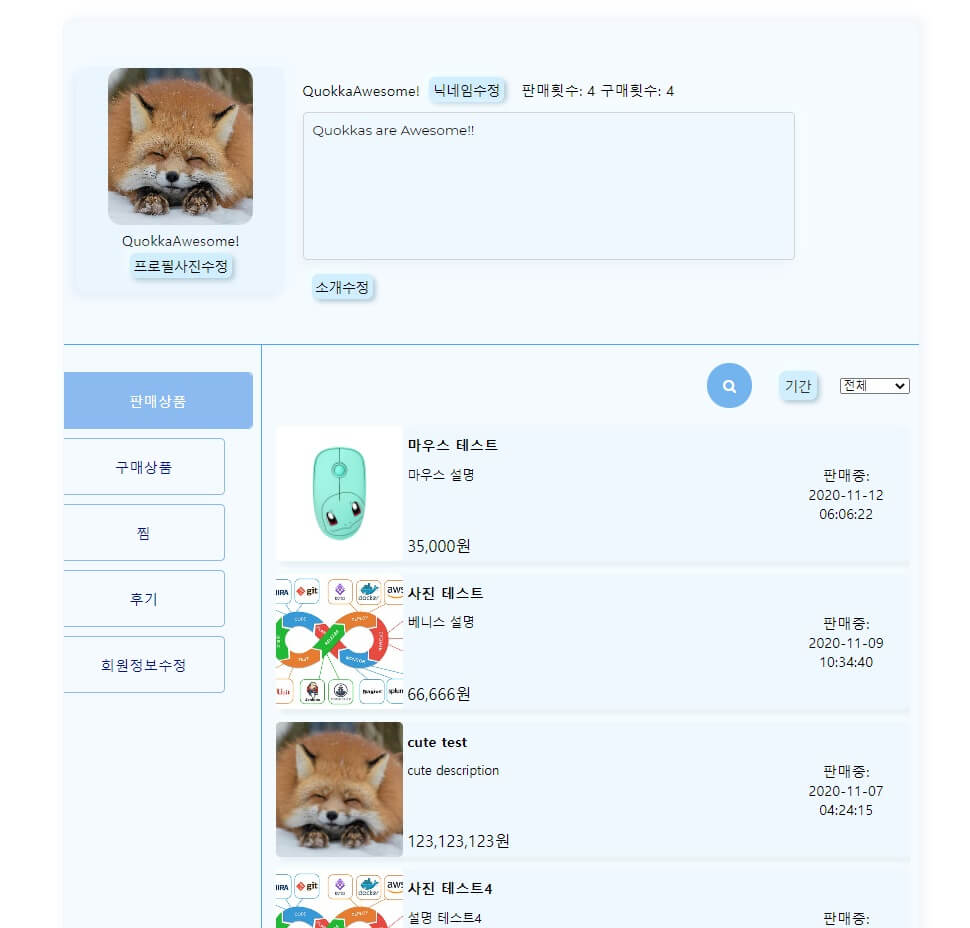 QuokkaAwesome! 닉네임수정 판매횟수: 4 구매횟수: 4
Quokkas are Awesome!!
QuokkaAwesome!
프로필사진수정
소개수정
기간 전체
판매상품
구매상품
찜
후기
회원정보수정
마우스 테스트
마우스 설명
35,000원
판매중:
2020-11-12
06:06:22
git
docker
aws
사진 테스트
베니스 설명
66,666원
판매중:
2020-11-09
10:34:40
cute test
cute description
123,123,123원
판매중:
2020-11-07
04:24:15
git
docker
aws
사진 테스트4
설명 테스트4
판매중: